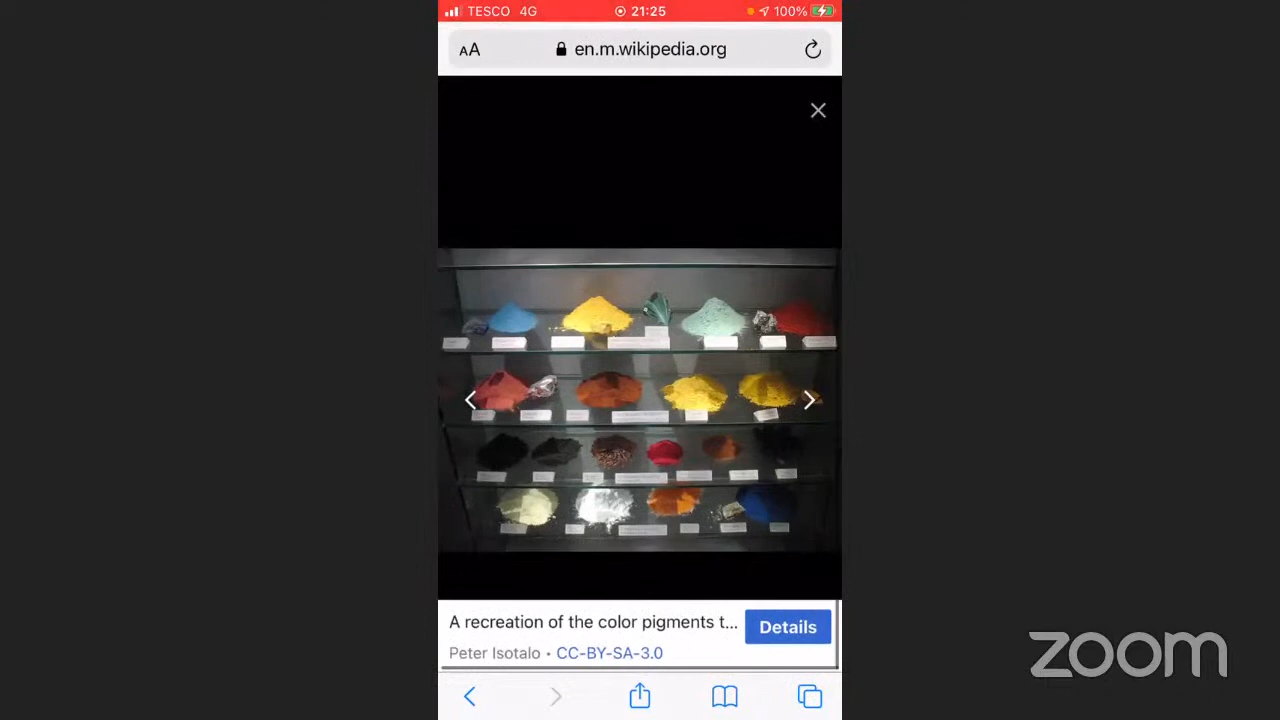 TESCO 4G 21:25 100%
AA en.m.wikipedia.org
A recreation of the color pigments t...
Details
Peter Isotalo • CC-BY-SA-3.0
zoom